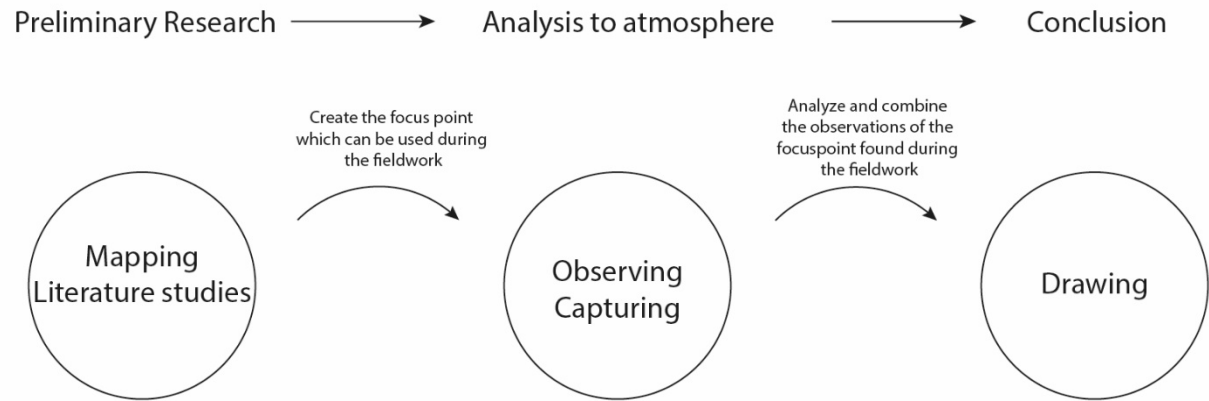 Preliminary Research
Analysis to atmosphere
Conclusion
Create the focus point
which can be used during
the fieldwork
Analyze and combine
the observations of the
focuspoint found during
the fieldwork
Mapping
Literature studies
Observing
Capturing
Drawing